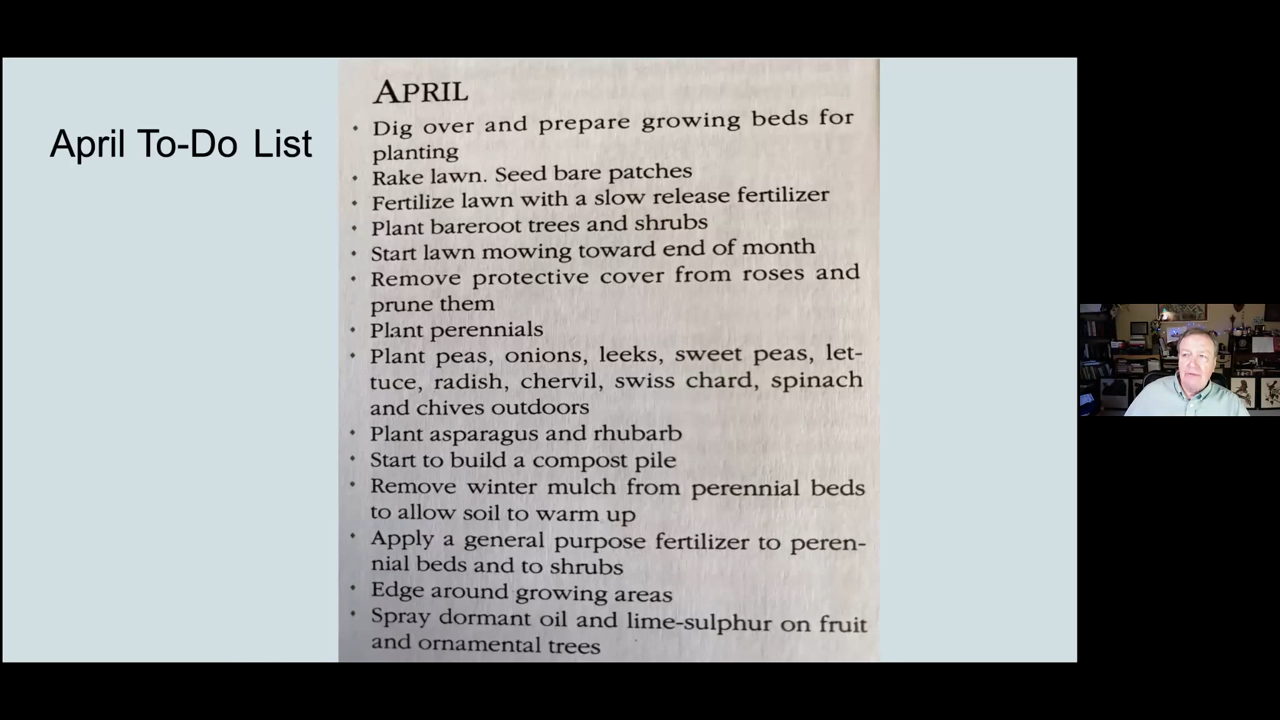 April To-Do List
APRIL
• Dig over and prepare growing beds for
planting
• Rake lawn. Seed bare patches
• Fertilize lawn with a slow release fertilizer
• Plant bareroot trees and shrubs
• Start lawn mowing toward end of month
• Remove protective cover from roses and
prune them
• Plant perennials
• Plant peas, onions, leeks, sweet peas, let-
tuce, radish, chervil, swiss chard, spinach
and chives outdoors
• Plant asparagus and rhubarb
• Start to build a compost pile
• Remove winter mulch from perennial beds
to allow soil to warm up
• Apply a general purpose fertilizer to peren-
nial beds and to shrubs
• Edge around growing areas
• Spray dormant oil and lime-sulphur on fruit
and ornamental trees